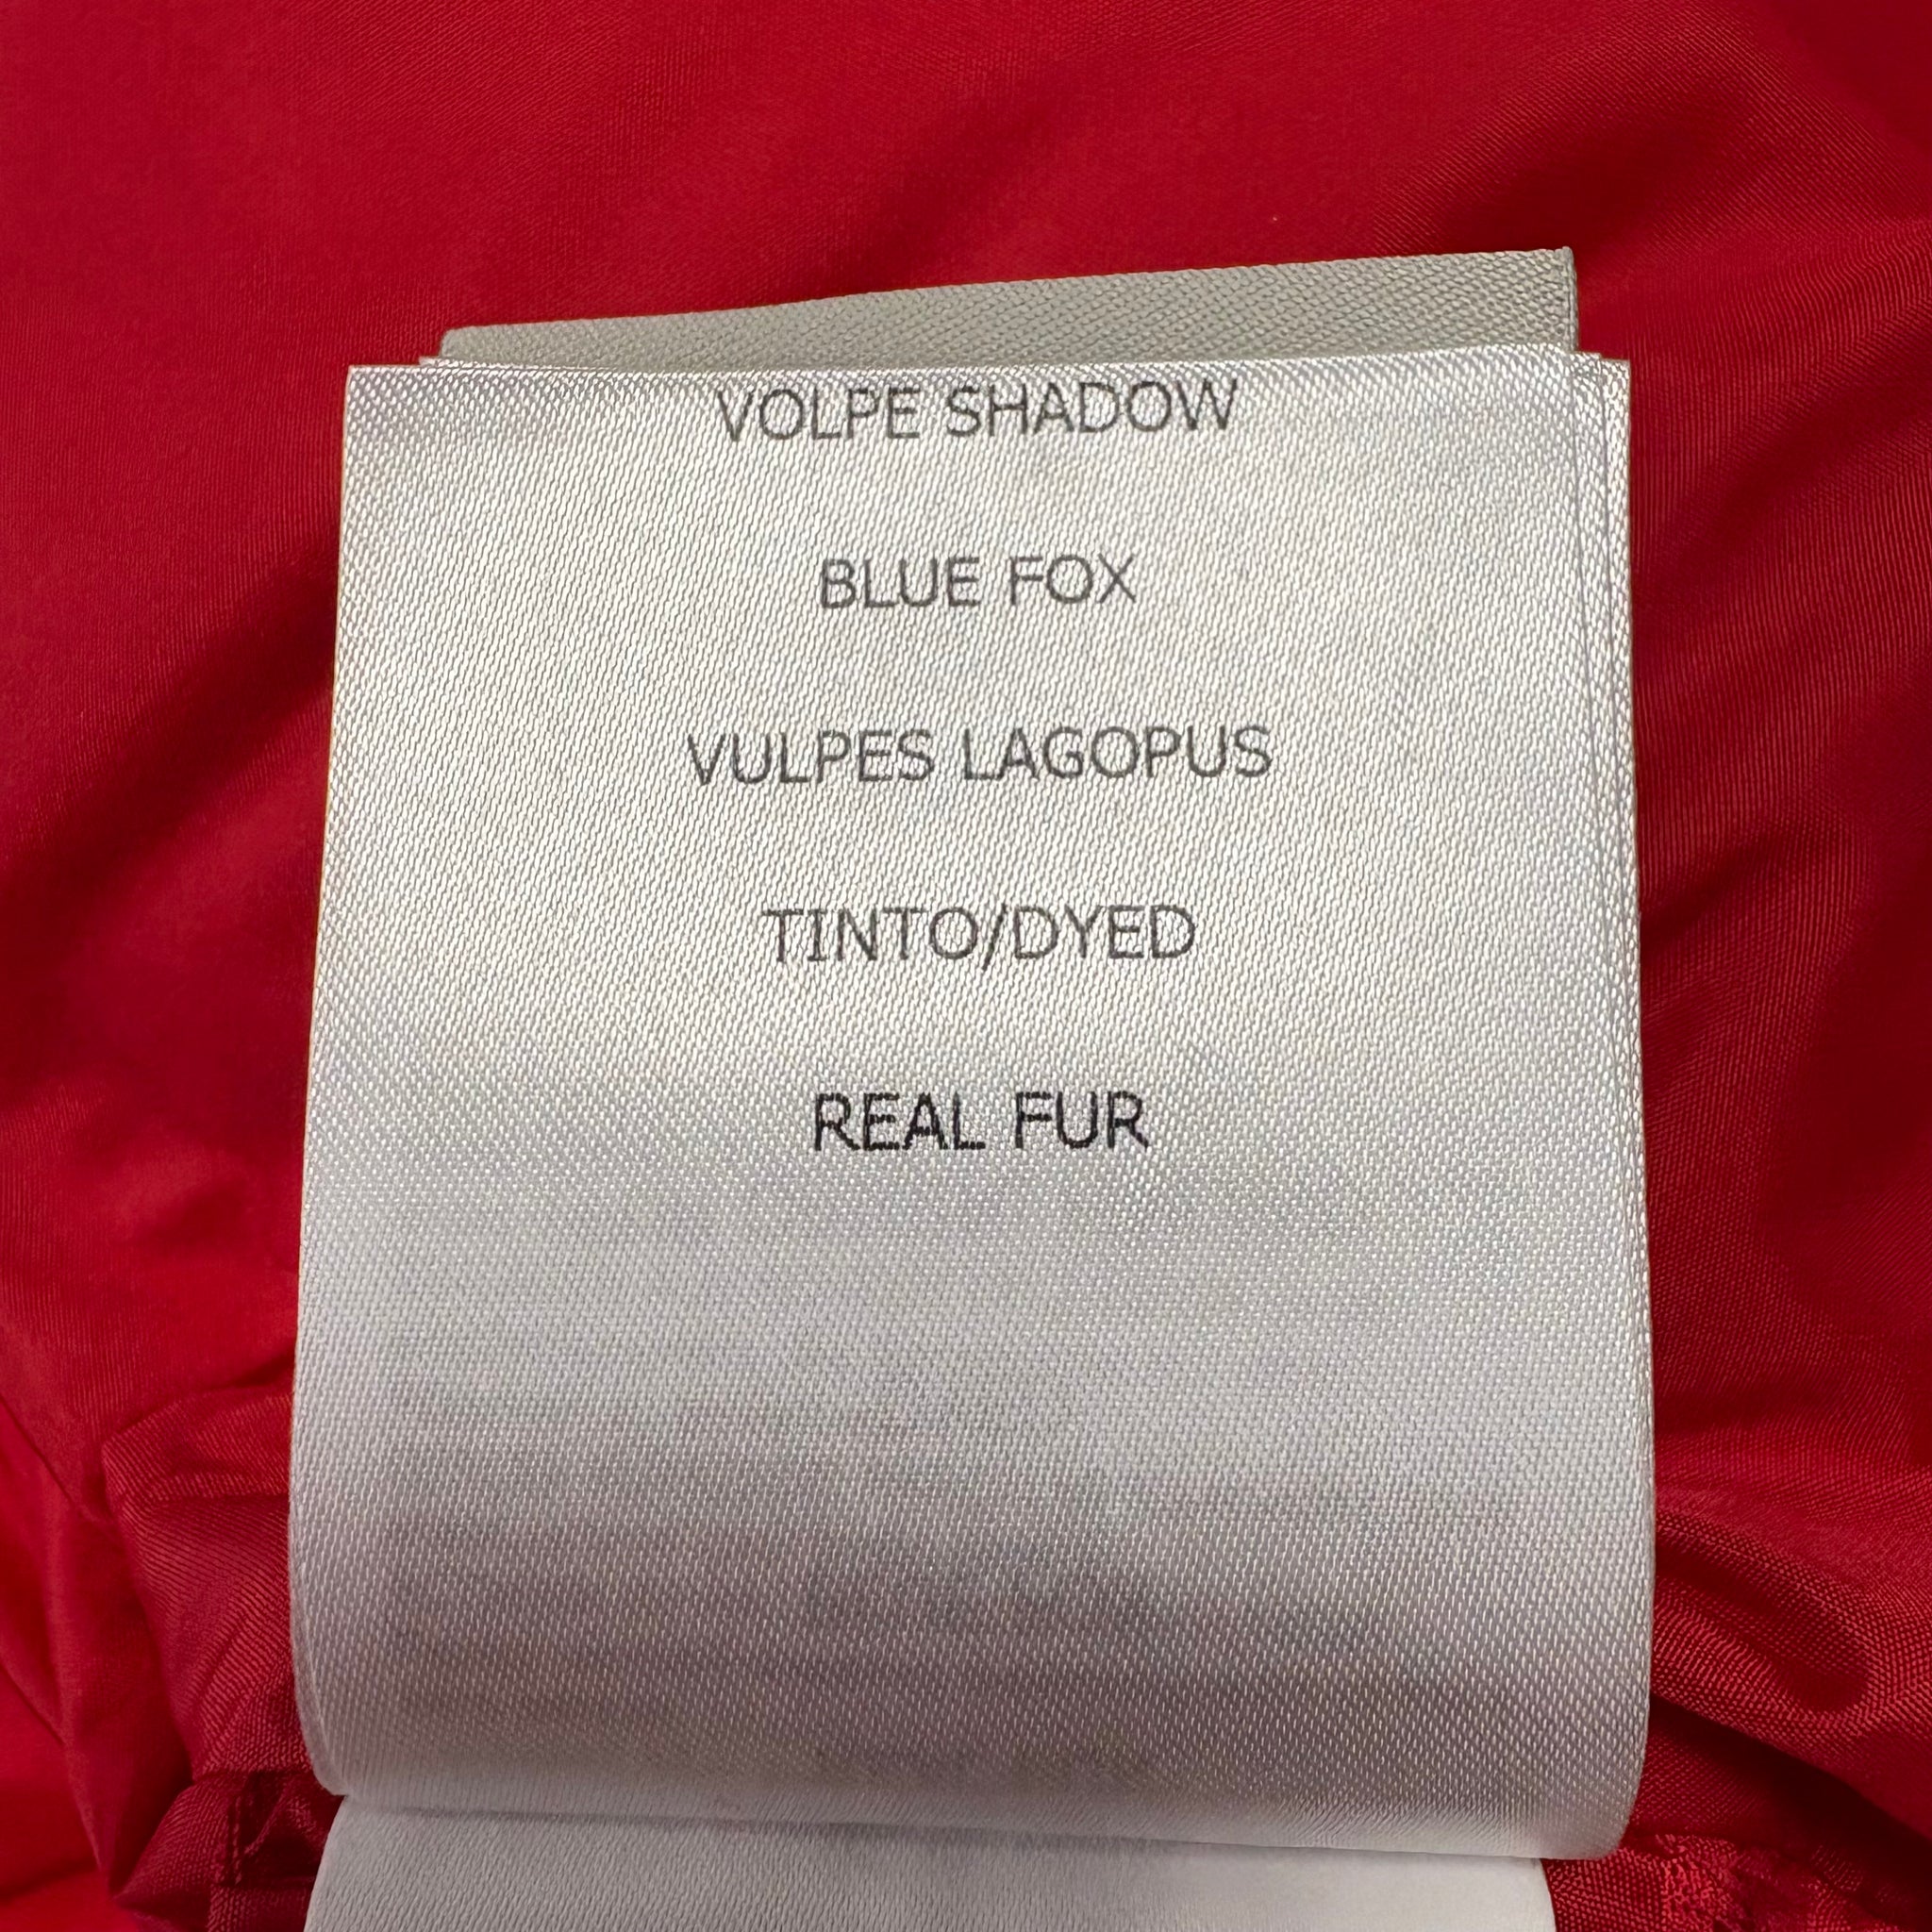 VOLPE SHADOW
BLUE FOX
VULPES LAGOPUS
TINTO/DYED
REAL FUR